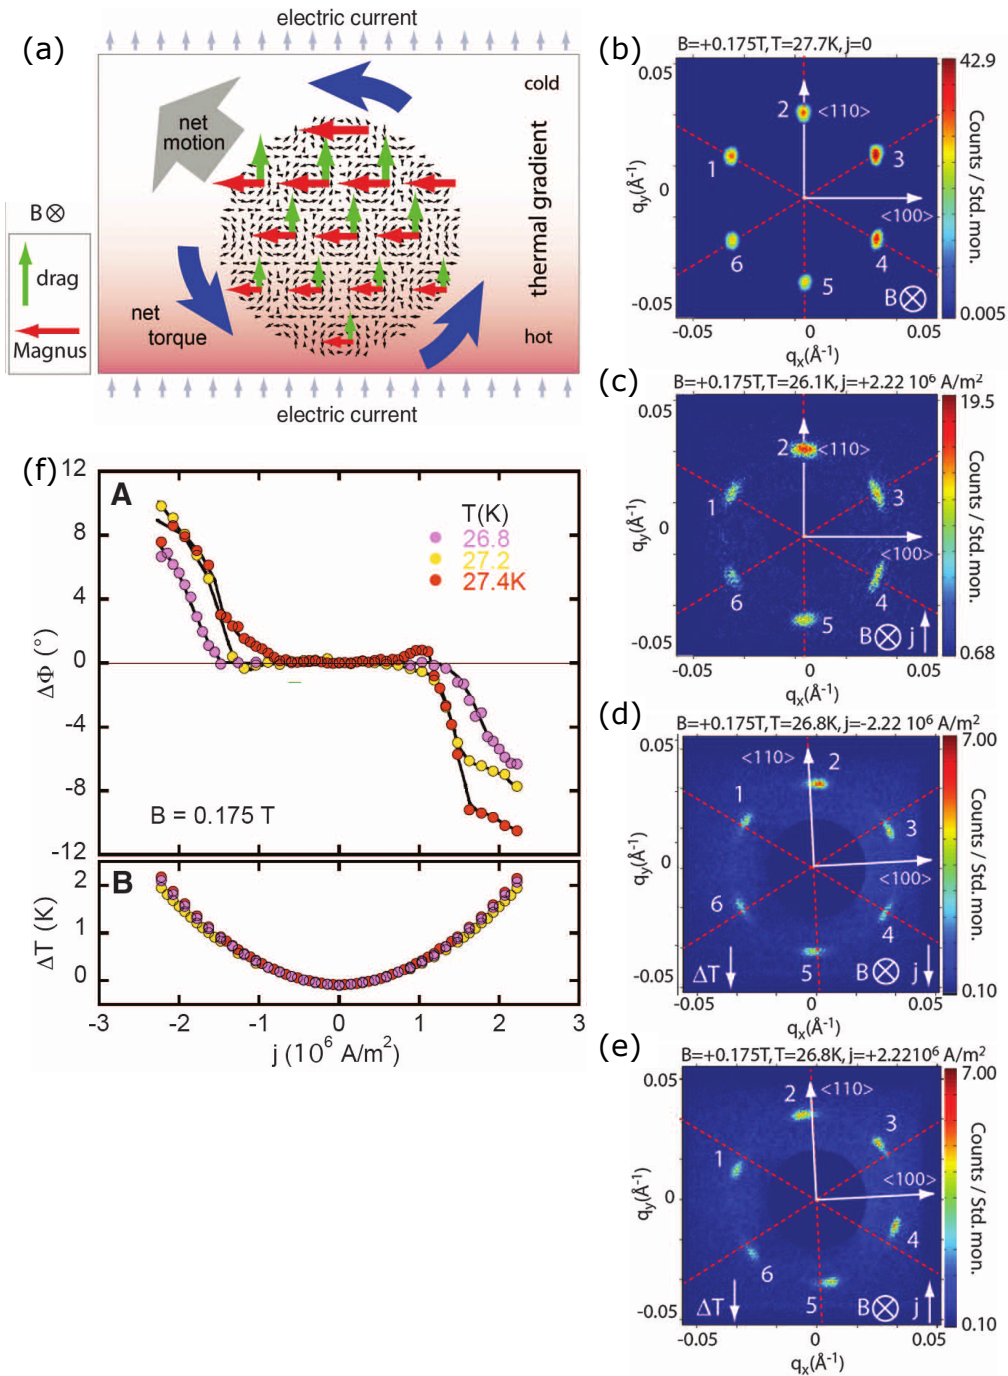 (a)
electric current
net
motion
cold
thermal gradient
B⊗
drag
Magnus
net
torque
hot
electric current
(b)
B=+0.175T,T=27.7K,j=0
42.9
0.05
2
<110>
1
3
qy(Å-1)
0
<100>
6
4
5
B⊗
-0.05
-0.05
0
0.05
qx(Å-1)
Counts / Std. mon.
0.005
(c)
B=+0.175T,T=26.1K,j=+2.22 10⁶ A/m²
19.5
0.05
2
<110>
1
3
qy(Å-1)
0
<100>
6
4
5
B⊗ j
-0.05
-0.05
0
0.05
qx(Å-1)
Counts / Std. mon.
0.68
(d)
B=+0.175T,T=26.8K,j=-2.22 10⁶ A/m²
7.00
0.05
<110>
2
1
3
qy(Å-1)
0
<100>
6
4
5
ΔT
B⊗ j
-0.05
-0.05
0
0.05
qx(Å-1)
Counts / Std. mon.
0.10
(e)
B=+0.175T,T=26.8K,j=+2.2210⁶ A/m²
7.00
0.05
2
<110>
3
1
qy(Å-1)
0
<100>
4
6
5
ΔT
B⊗ j
-0.05
-0.05
0
0.05
qx(Å-1)
Counts / Std. mon.
0.10
(f)
A
12
8
4
0
-4
-8
-12
ΔΦ (°)
T(K)
26.8
27.2
27.4K
B = 0.175 T
B
2
1
0
ΔT (K)
-3
-2
-1
0
1
2
3
j (10⁶ A/m²)